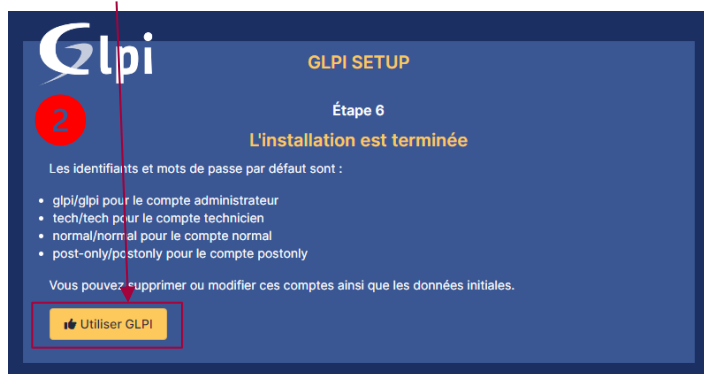 Glpi
GLPI SETUP
2
Étape 6
L'installation est terminée
Les identifiants et mots de passe par défaut sont :
• glpi/glpi pour le compte administrateur
• tech/tech pour le compte technicien
• normal/normal pour le compte normal
• post-only/postonly pour le compte postonly
Vous pouvez supprimer ou modifier ces comptes ainsi que les données initiales.
Utiliser GLPI